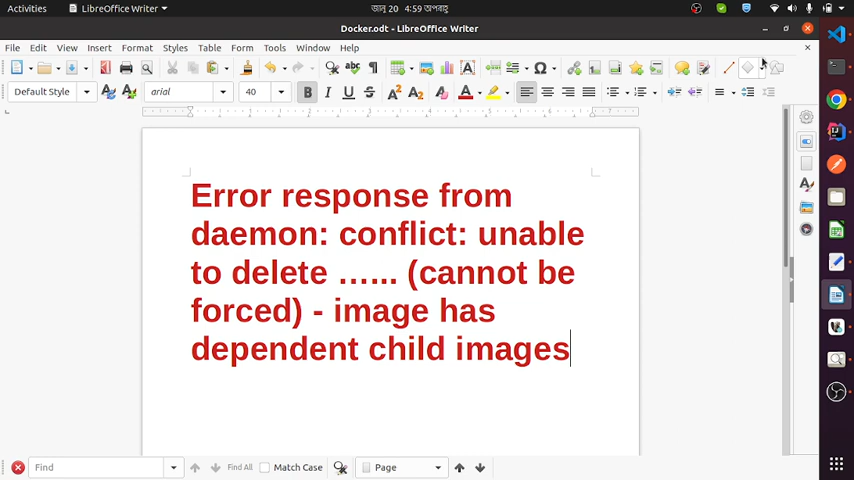 Activities LibreOffice Writer জানু 20 4:59 অপরাহ্ণ
Docker.odt - LibreOffice Writer
File Edit View Insert Format Styles Table Form Tools Window Help
Default Style arial 40
Error response from
daemon: conflict: unable
to delete …... (cannot be
forced) - image has
dependent child images
Find Find All Match Case Page